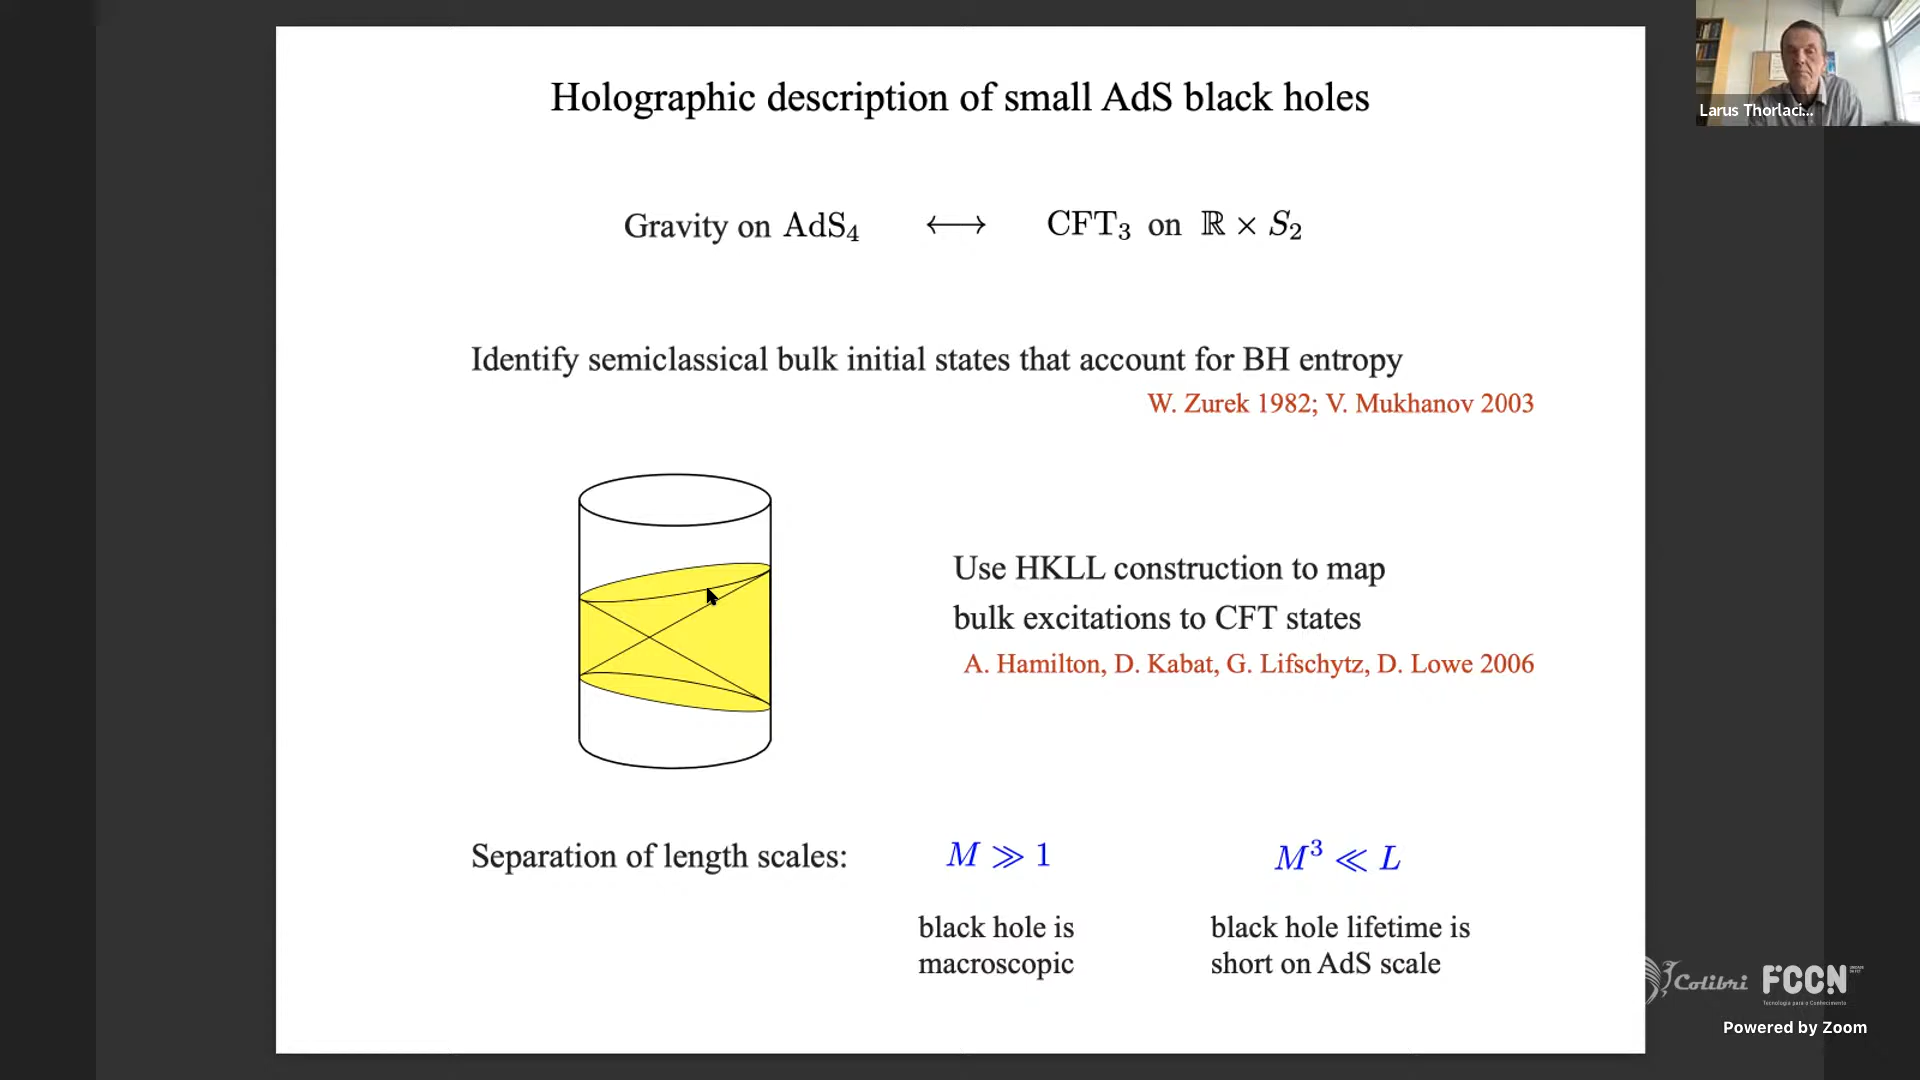 Holographic description of small AdS black holes
Larus Thorlaci...
Gravity on AdS₄ ⟷ CFT₃ on ℝ × S₂
Identify semiclassical bulk initial states that account for BH entropy
W. Zurek 1982; V. Mukhanov 2003
Use HKLL construction to map
bulk excitations to CFT states
A. Hamilton, D. Kabat, G. Lifschytz, D. Lowe 2006
Separation of length scales: M ≫ 1 M³ ≪ L
black hole is
macroscopic
black hole lifetime is
short on AdS scale
Colibri FCCN
Tecnologia para o Conhecimento
Powered by Zoom